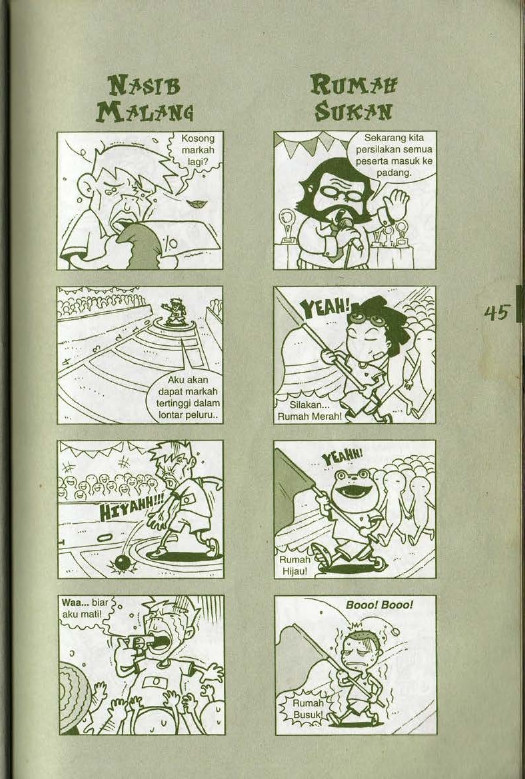 NASIB
MALANG
Kosong
markah
lagi?
%
Aku akan
dapat markah
tertinggi dalam
lontar peluru..
HIYAHH!!!
Waa... biar
aku mati!
RUMAH
SUKAN
Sekarang kita
persilakan semua
peserta masuk ke
padang.
YEAH!
Silakan...
Rumah Merah!
YEAHH!
Rumah
Hijau!
Booo! Booo!
Rumah
Busuk!
45